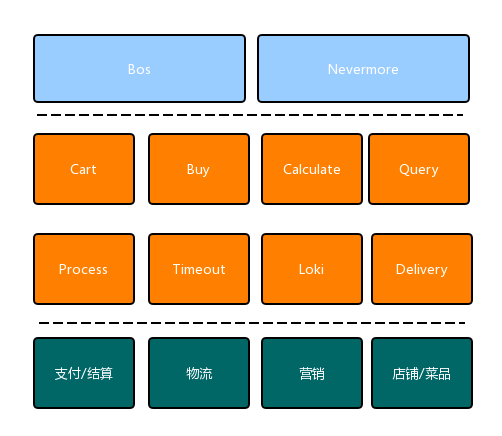 Bos
Nevermore
Cart
Buy
Calculate
Query
Process
Timeout
Loki
Delivery
支付/结算
物流
营销
店铺/菜品